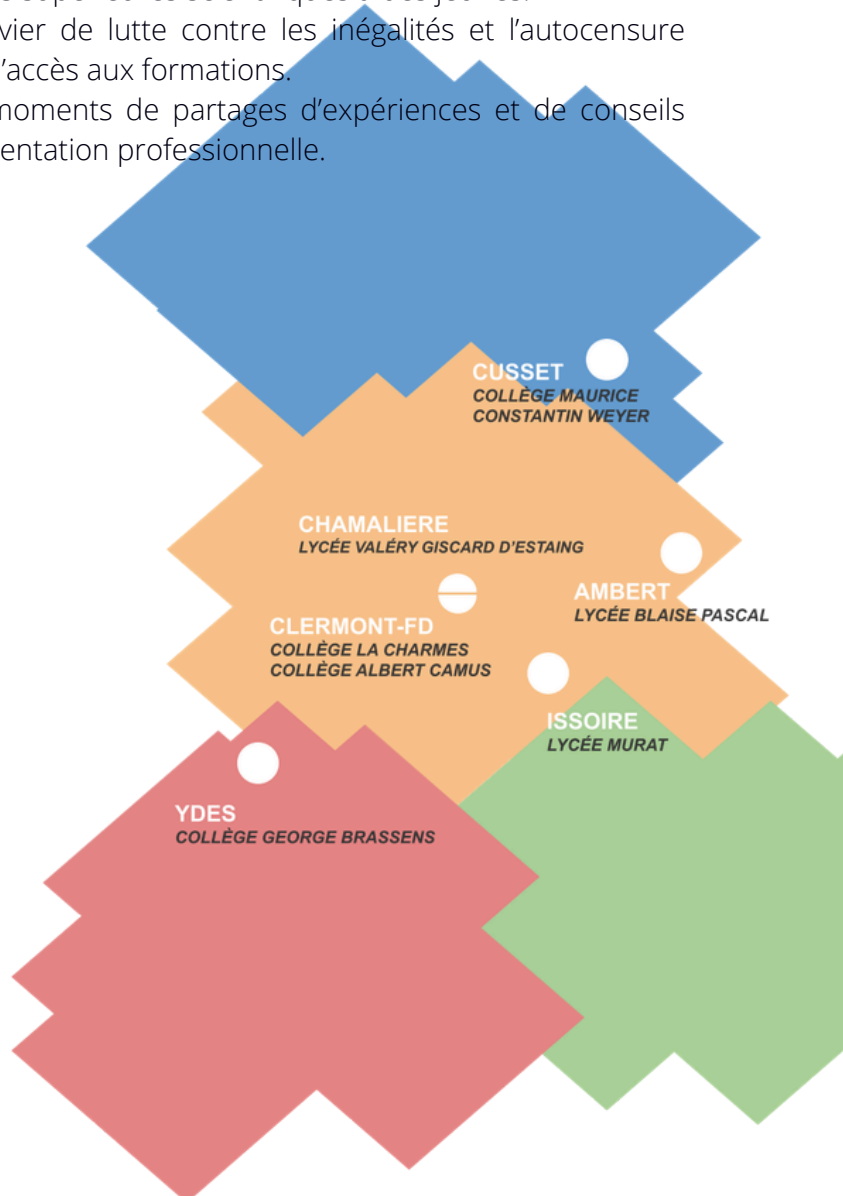 vier de lutte contre les inégalités et l’autocensure
l’accès aux formations.
moments de partages d’expériences et de conseils
entation professionnelle.
CUSSET
COLLÈGE MAURICE
CONSTANTIN WEYER
CHAMALIERE
LYCÉE VALÉRY GISCARD D'ESTAING
AMBERT
LYCÉE BLAISE PASCAL
CLERMONT-FD
COLLÈGE LA CHARMES
COLLÈGE ALBERT CAMUS
ISSOIRE
LYCÉE MURAT
YDES
COLLÈGE GEORGE BRASSENS